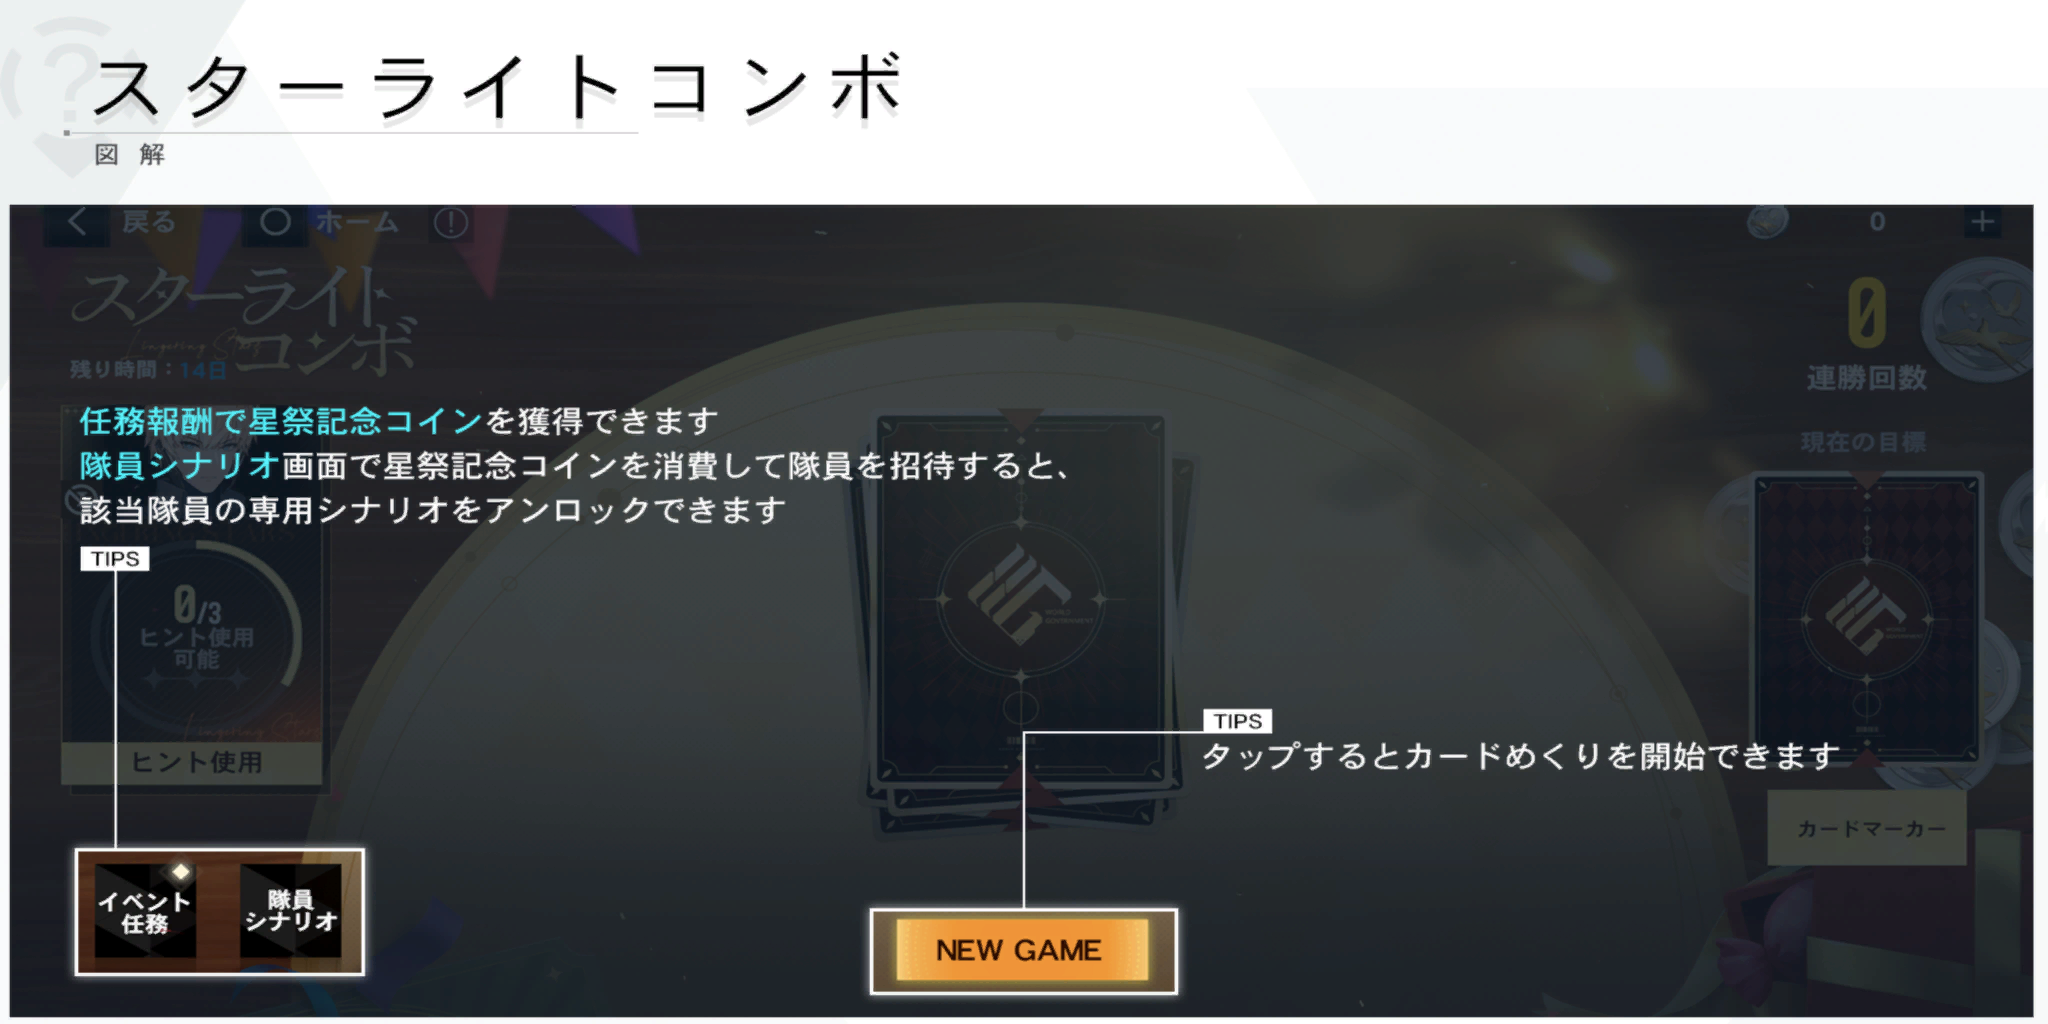 スターライトコンボ
図解
戻る
ホーム
0
スターライト
コンボ
残り時間：14日
0
連勝回数
現在の目標
任務報酬で星祭記念コインを獲得できます
隊員シナリオ画面で星祭記念コインを消費して隊員を招待すると、
該当隊員の専用シナリオをアンロックできます
TIPS
0/3
ヒント使用
可能
ヒント使用
WORLD
GOVERNMENT
TIPS
タップするとカードめくりを開始できます
カードマーカー
イベント
任務
隊員
シナリオ
NEW GAME